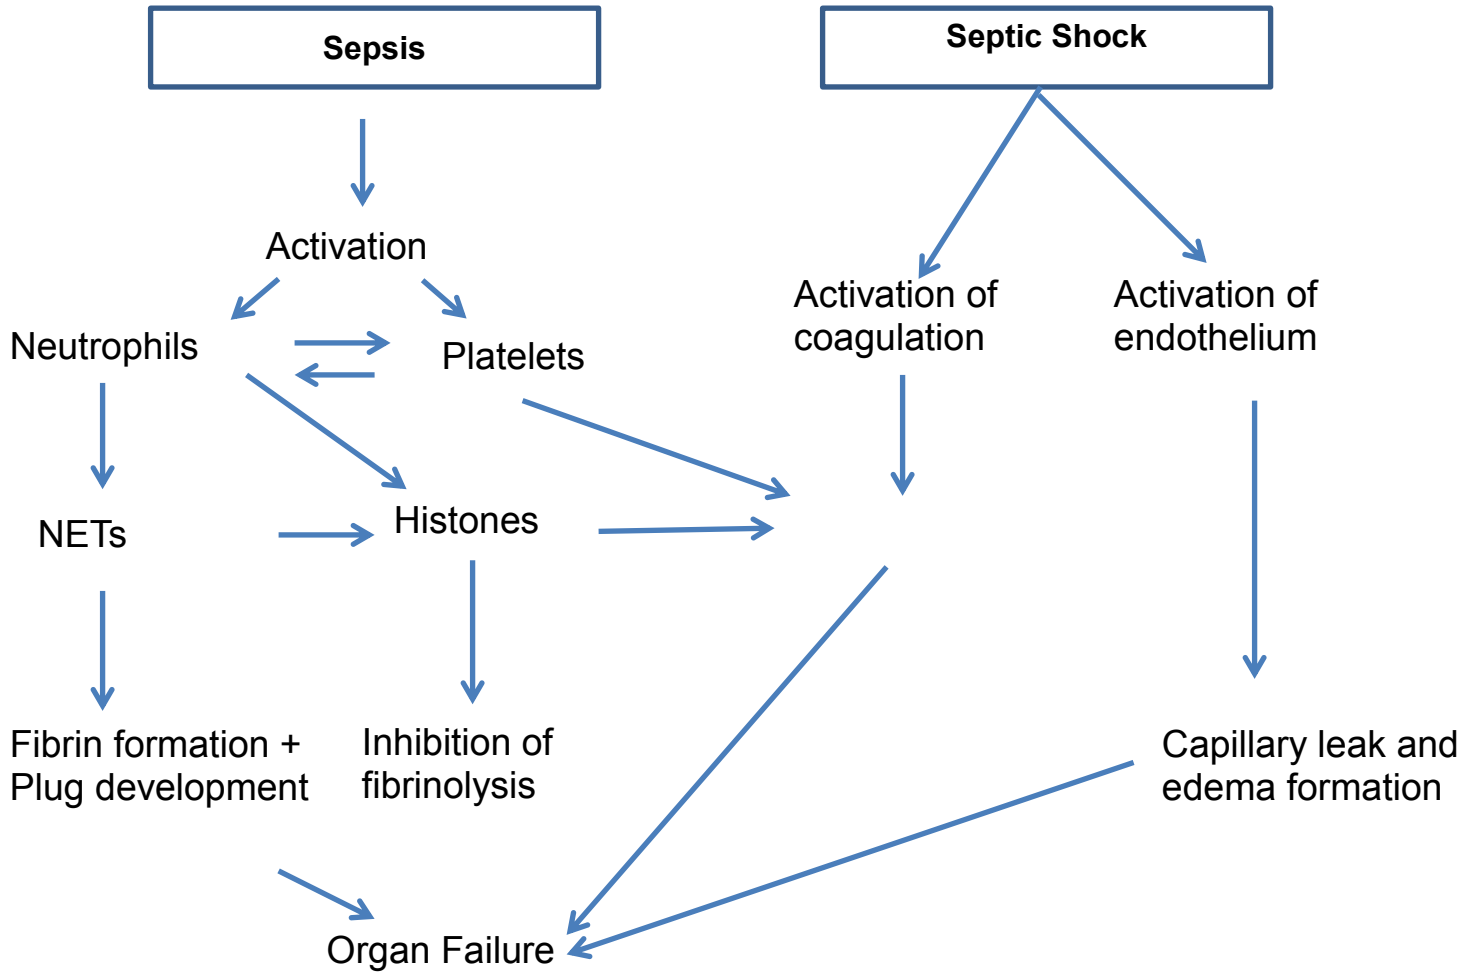 Sepsis
Septic Shock
Activation
Neutrophils
Platelets
Activation of
coagulation
Activation of
endothelium
NETs
Histones
Fibrin formation +
Plug development
Inhibition of
fibrinolysis
Capillary leak and
edema formation
Organ Failure